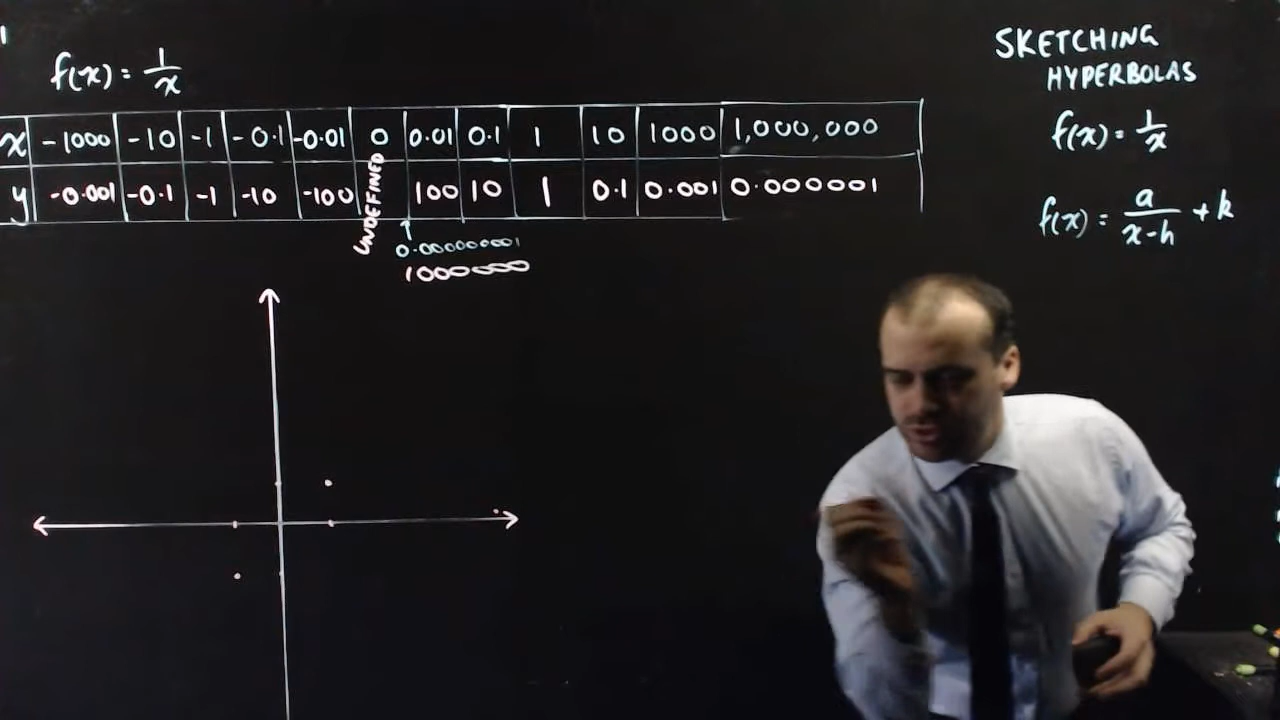 f(x) = 1/x
x -1000 -10 -1 -0.1 -0.01 0 0.01 0.1 1 10 1000 1,000,000
y -0.001 -0.1 -1 -10 -100 UNDEFINED 100 10 1 0.1 0.001 0.000001
↑
0.000000001
1000000
SKETCHING
HYPERBOLAS
f(x) = 1/x
f(x) = a/(x-h) + k